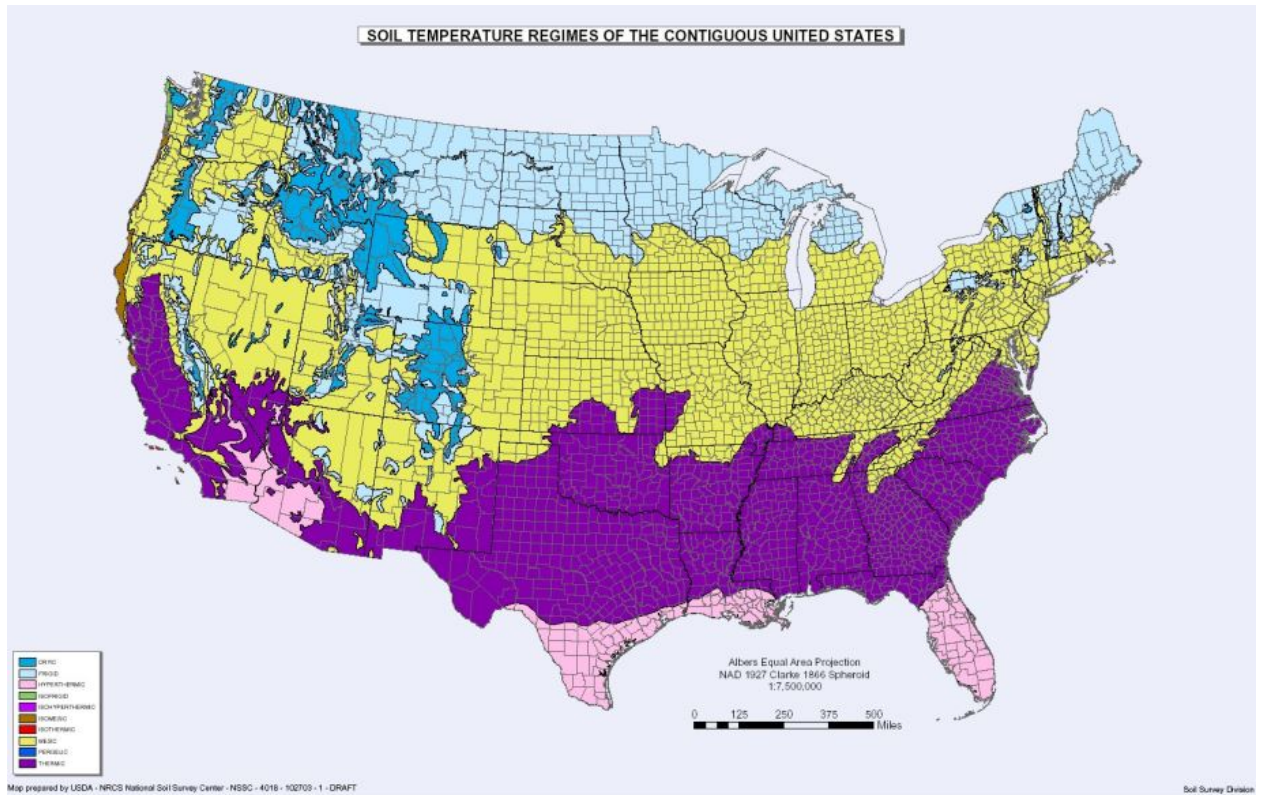 SOIL TEMPERATURE REGIMES OF THE CONTIGUOUS UNITED STATES
CRYIC
FRIGID
HYPERTHERMIC
ISOFRIGID
ISOHYPERTHERMIC
ISOMESIC
ISOTHERMIC
MESIC
PERGELIC
THERMIC
Albers Equal Area Projection
NAD 1927 Clarke 1866 Spheroid
1:7,500,000
0 125 250 375 500
Miles
Map prepared by USDA - NRCS National Soil Survey Center - NSSC - 4018 - 102703 - 1 - DRAFT
Soil Survey Division